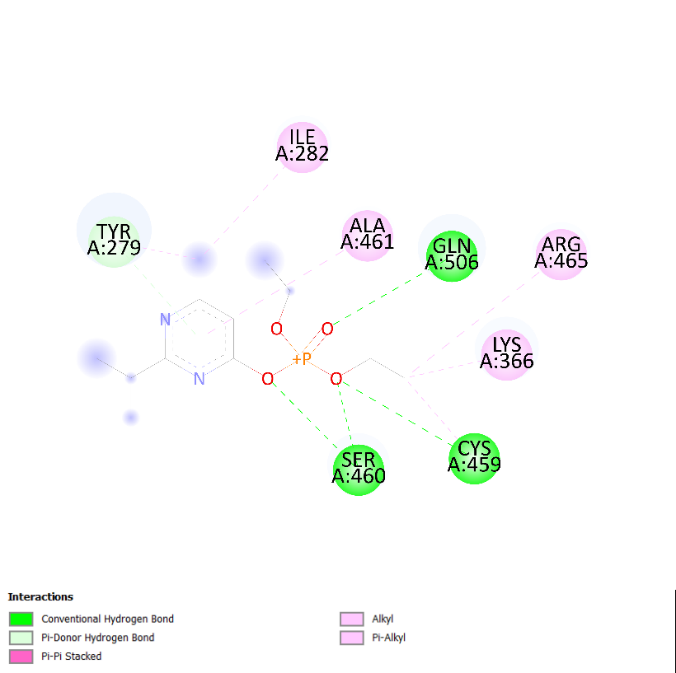 ILE
A:282
TYR
A:279
ALA
A:461
GLN
A:506
ARG
A:465
N
O
O
+P
LYS
A:366
N
O
O
SER
A:460
CYS
A:459
Interactions
Conventional Hydrogen Bond
Pi-Donor Hydrogen Bond
Pi-Pi Stacked
Alkyl
Pi-Alkyl